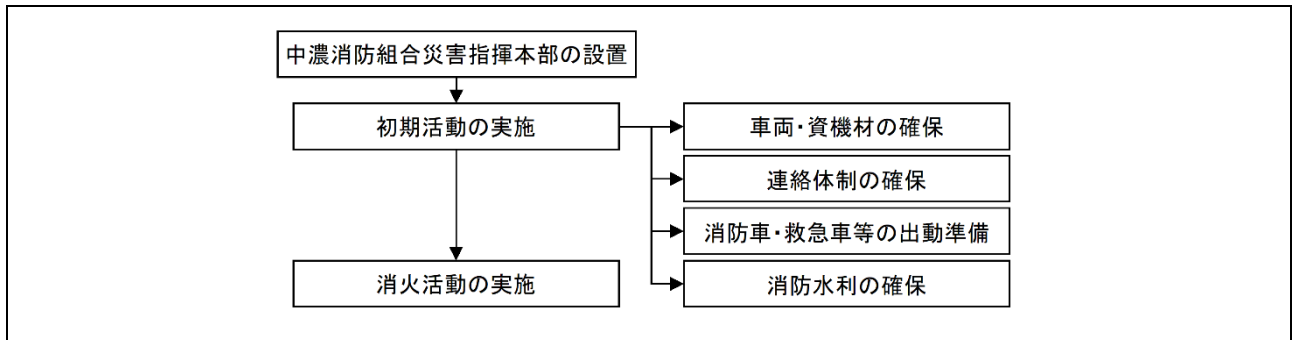 中濃消防組合災害指揮本部の設置
初期活動の実施
車両・資機材の確保
連絡体制の確保
消防車・救急車等の出動準備
消火活動の実施
消防水利の確保